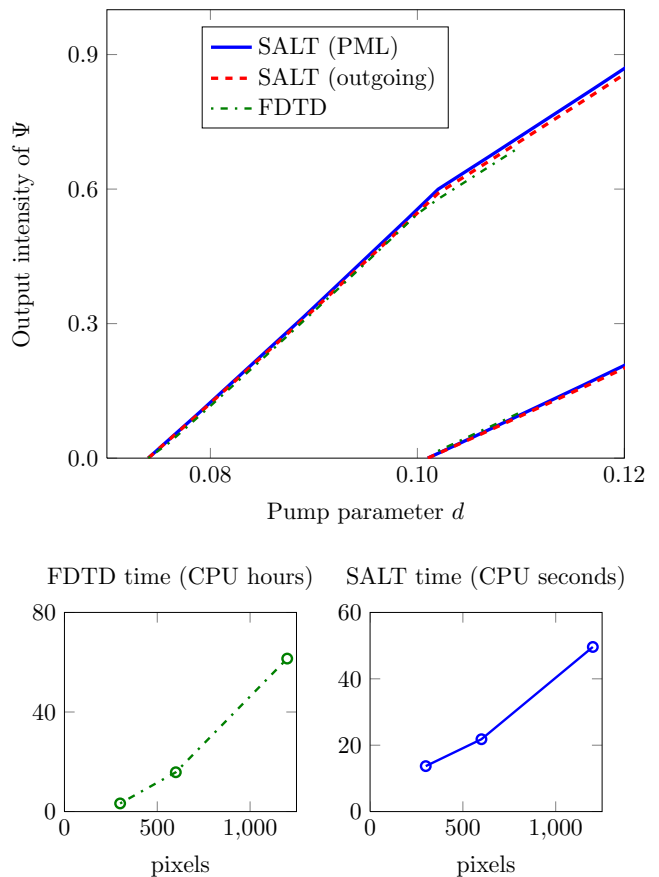 0.9
0.6
0.3
0.0
Output intensity of Ψ
SALT (PML)
SALT (outgoing)
FDTD
0.08
0.10
0.12
Pump parameter d
FDTD time (CPU hours)
80
40
0
0
500
1,000
pixels
SALT time (CPU seconds)
60
40
20
0
0
500
1,000
pixels